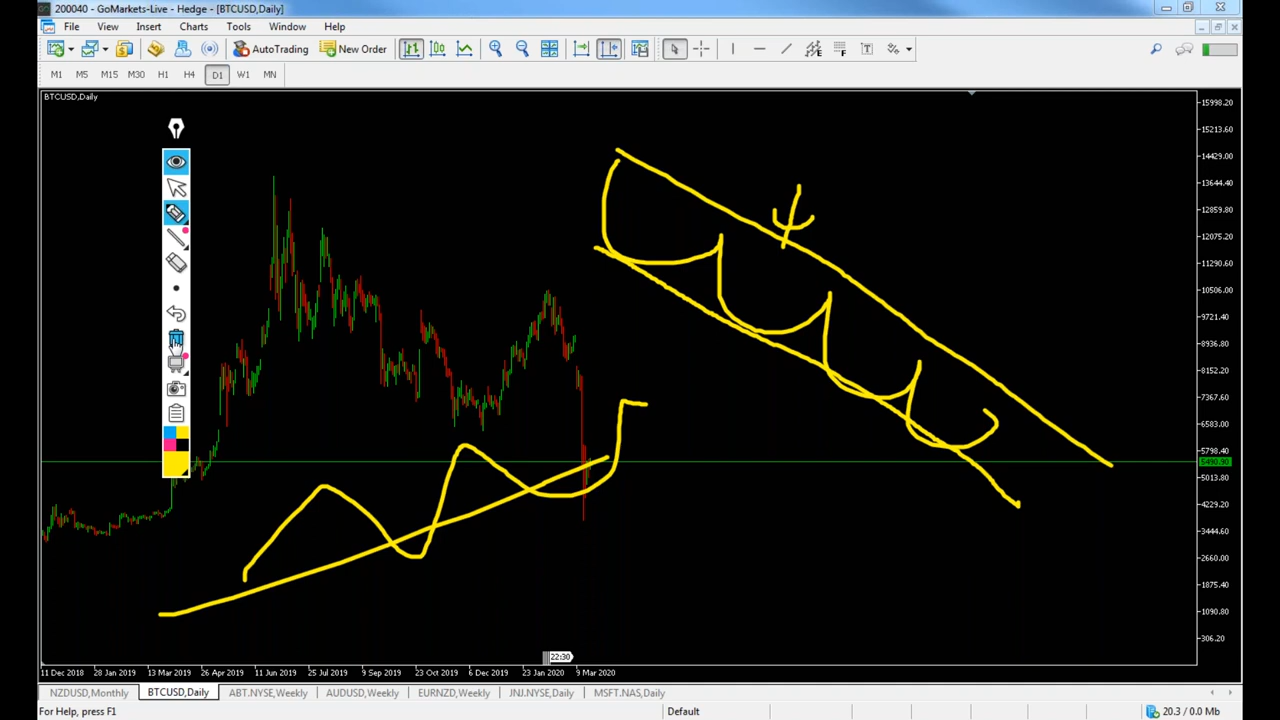 200040 - GoMarkets-Live - Hedge - [BTCUSD,Daily]
File View Insert Charts Tools Window Help
AutoTrading New Order
M1 M5 M15 M30 H1 H4 D1 W1 MN
BTCUSD,Daily
15998.20
15213.60
14429.00
13644.40
12859.80
12075.20
11290.60
10506.00
9721.40
8936.80
8152.20
7367.60
6583.00
5798.40
5490.90
5013.80
4229.20
3444.60
2660.00
1875.40
1090.80
306.20
22:30
11 Dec 2018 28 Jan 2019 13 Mar 2019 26 Apr 2019 11 Jun 2019 25 Jul 2019 9 Sep 2019 23 Oct 2019 6 Dec 2019 23 Jan 2020 9 Mar 2020
NZDUSD,Monthly BTCUSD,Daily ABT.NYSE,Weekly AUDUSD,Weekly EURNZD,Weekly JNJ.NYSE,Daily MSFT.NAS,Daily
For Help, press F1 Default 20.3 / 0.0 Mb